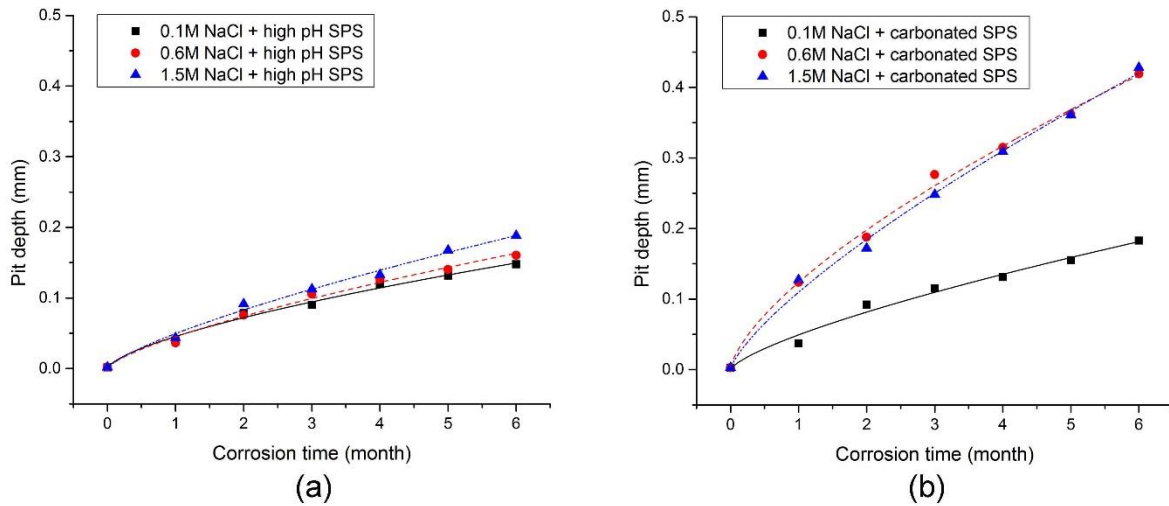 0.5
0.4
0.3
0.2
0.1
0.0
Pit depth (mm)
0.1M NaCl + high pH SPS
0.6M NaCl + high pH SPS
1.5M NaCl + high pH SPS
0 1 2 3 4 5 6
Corrosion time (month)
(a)
0.5
0.4
0.3
0.2
0.1
0.0
Pit depth (mm)
0.1M NaCl + carbonated SPS
0.6M NaCl + carbonated SPS
1.5M NaCl + carbonated SPS
0 1 2 3 4 5 6
Corrosion time (month)
(b)